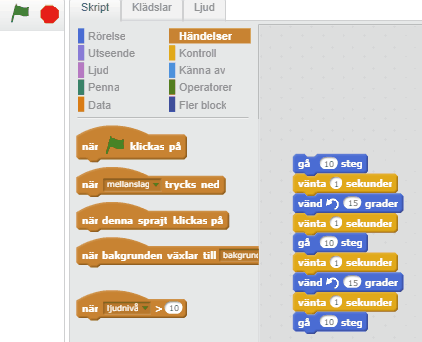 Skript Klädslar Ljud
Rörelse Händelser
Utseende Kontroll
Ljud Känna av
Penna Operatorer
Data Fler block
när klickas på
när mellanslag trycks ned
när denna sprajt klickas på
när bakgrunden växlar till bakgrun
när ljudnivå > 10
gå 10 steg
vänta 1 sekunder
vänd 15 grader
vänta 1 sekunder
gå 10 steg
vänta 1 sekunder
vänd 15 grader
vänta 1 sekunder
gå 10 steg